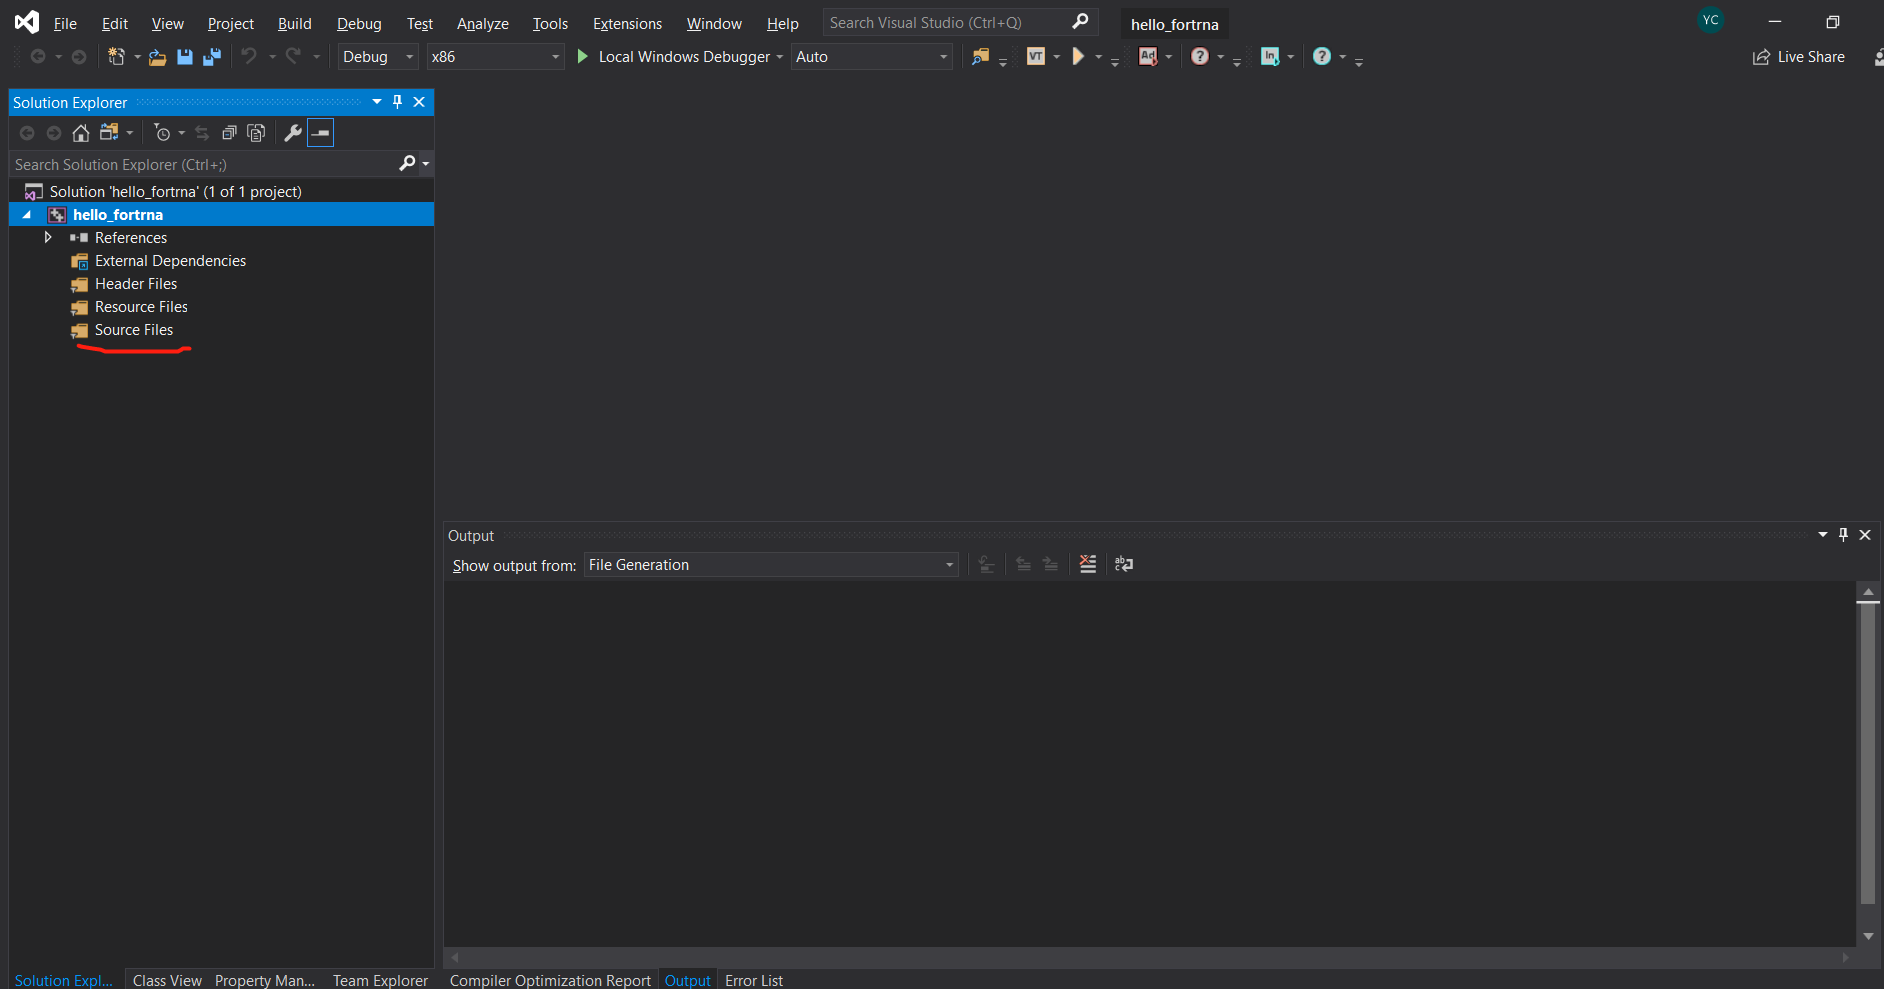 File Edit View Project Build Debug Test Analyze Tools Extensions Window Help Search Visual Studio (Ctrl+Q) hello_fortrna YC
Debug x86 Local Windows Debugger Auto VT Ad ? In ? Live Share
Solution Explorer
Search Solution Explorer (Ctrl+;)
Solution 'hello_fortrna' (1 of 1 project)
hello_fortrna
References
External Dependencies
Header Files
Resource Files
Source Files
Output
Show output from: File Generation
Solution Expl... Class View Property Man... Team Explorer Compiler Optimization Report Output Error List